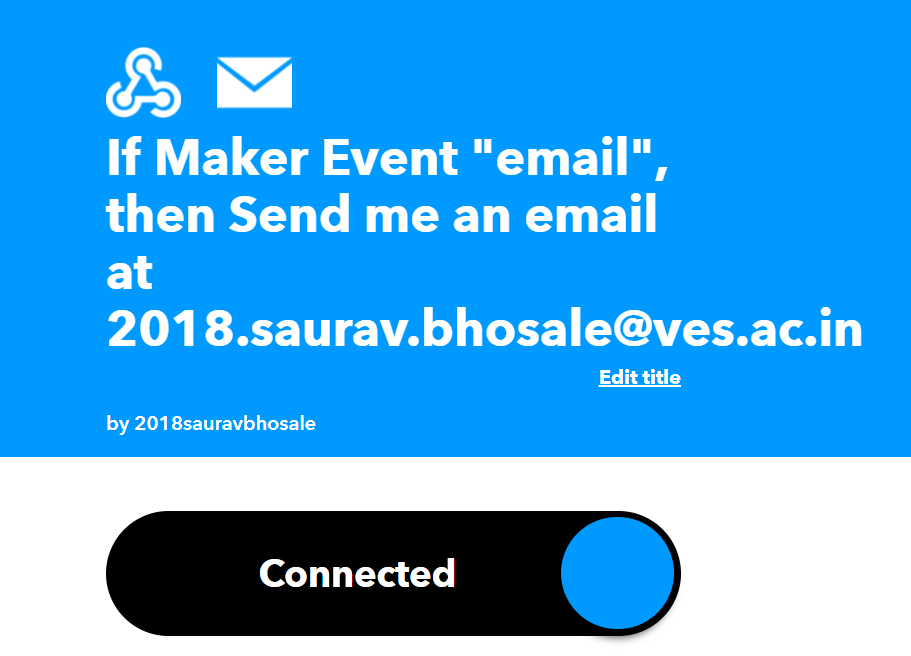 If Maker Event "email",
then Send me an email
at
2018.saurav.bhosale@ves.ac.in
Edit title
by 2018sauravbhosale
Connected